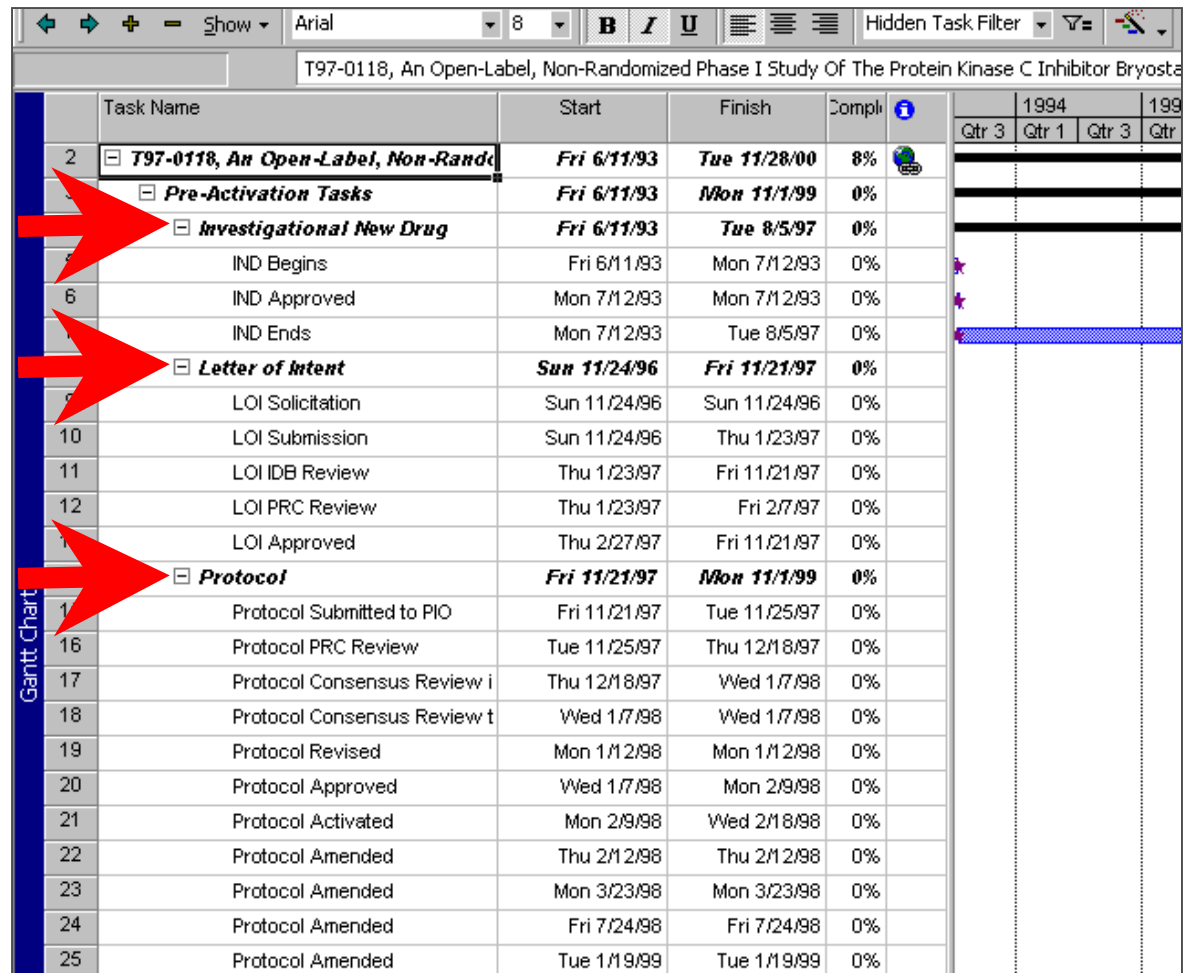 Show Arial 8 B I U Hidden Task Filter
T97-0118, An Open-Label, Non-Randomized Phase I Study Of The Protein Kinase C Inhibitor Bryosta
Task Name Start Finish Compl 1994 199
Qtr 3 Qtr 1 Qtr 3 Qtr
2 T97-0118, An Open-Label, Non-Rando Fri 6/11/93 Tue 11/28/00 8%
Pre-Activation Tasks Fri 6/11/93 Mon 11/1/99 0%
Investigational New Drug Fri 6/11/93 Tue 8/5/97 0%
IND Begins Fri 6/11/93 Mon 7/12/93 0%
6 IND Approved Mon 7/12/93 Mon 7/12/93 0%
IND Ends Mon 7/12/93 Tue 8/5/97 0%
Letter of Intent Sun 11/24/96 Fri 11/21/97 0%
LOI Solicitation Sun 11/24/96 Sun 11/24/96 0%
10 LOI Submission Sun 11/24/96 Thu 1/23/97 0%
11 LOI IDB Review Thu 1/23/97 Fri 11/21/97 0%
12 LOI PRC Review Thu 1/23/97 Fri 2/7/97 0%
LOI Approved Thu 2/27/97 Fri 11/21/97 0%
Protocol Fri 11/21/97 Mon 11/1/99 0%
Protocol Submitted to PIO Fri 11/21/97 Tue 11/25/97 0%
16 Protocol PRC Review Tue 11/25/97 Thu 12/18/97 0%
17 Protocol Consensus Review i Thu 12/18/97 Wed 1/7/98 0%
18 Protocol Consensus Review t Wed 1/7/98 Wed 1/7/98 0%
19 Protocol Revised Mon 1/12/98 Mon 1/12/98 0%
20 Protocol Approved Wed 1/7/98 Mon 2/9/98 0%
21 Protocol Activated Mon 2/9/98 Wed 2/18/98 0%
22 Protocol Amended Thu 2/12/98 Thu 2/12/98 0%
23 Protocol Amended Mon 3/23/98 Mon 3/23/98 0%
24 Protocol Amended Fri 7/24/98 Fri 7/24/98 0%
25 Protocol Amended Tue 1/19/99 Tue 1/19/99 0%
Gantt Chart